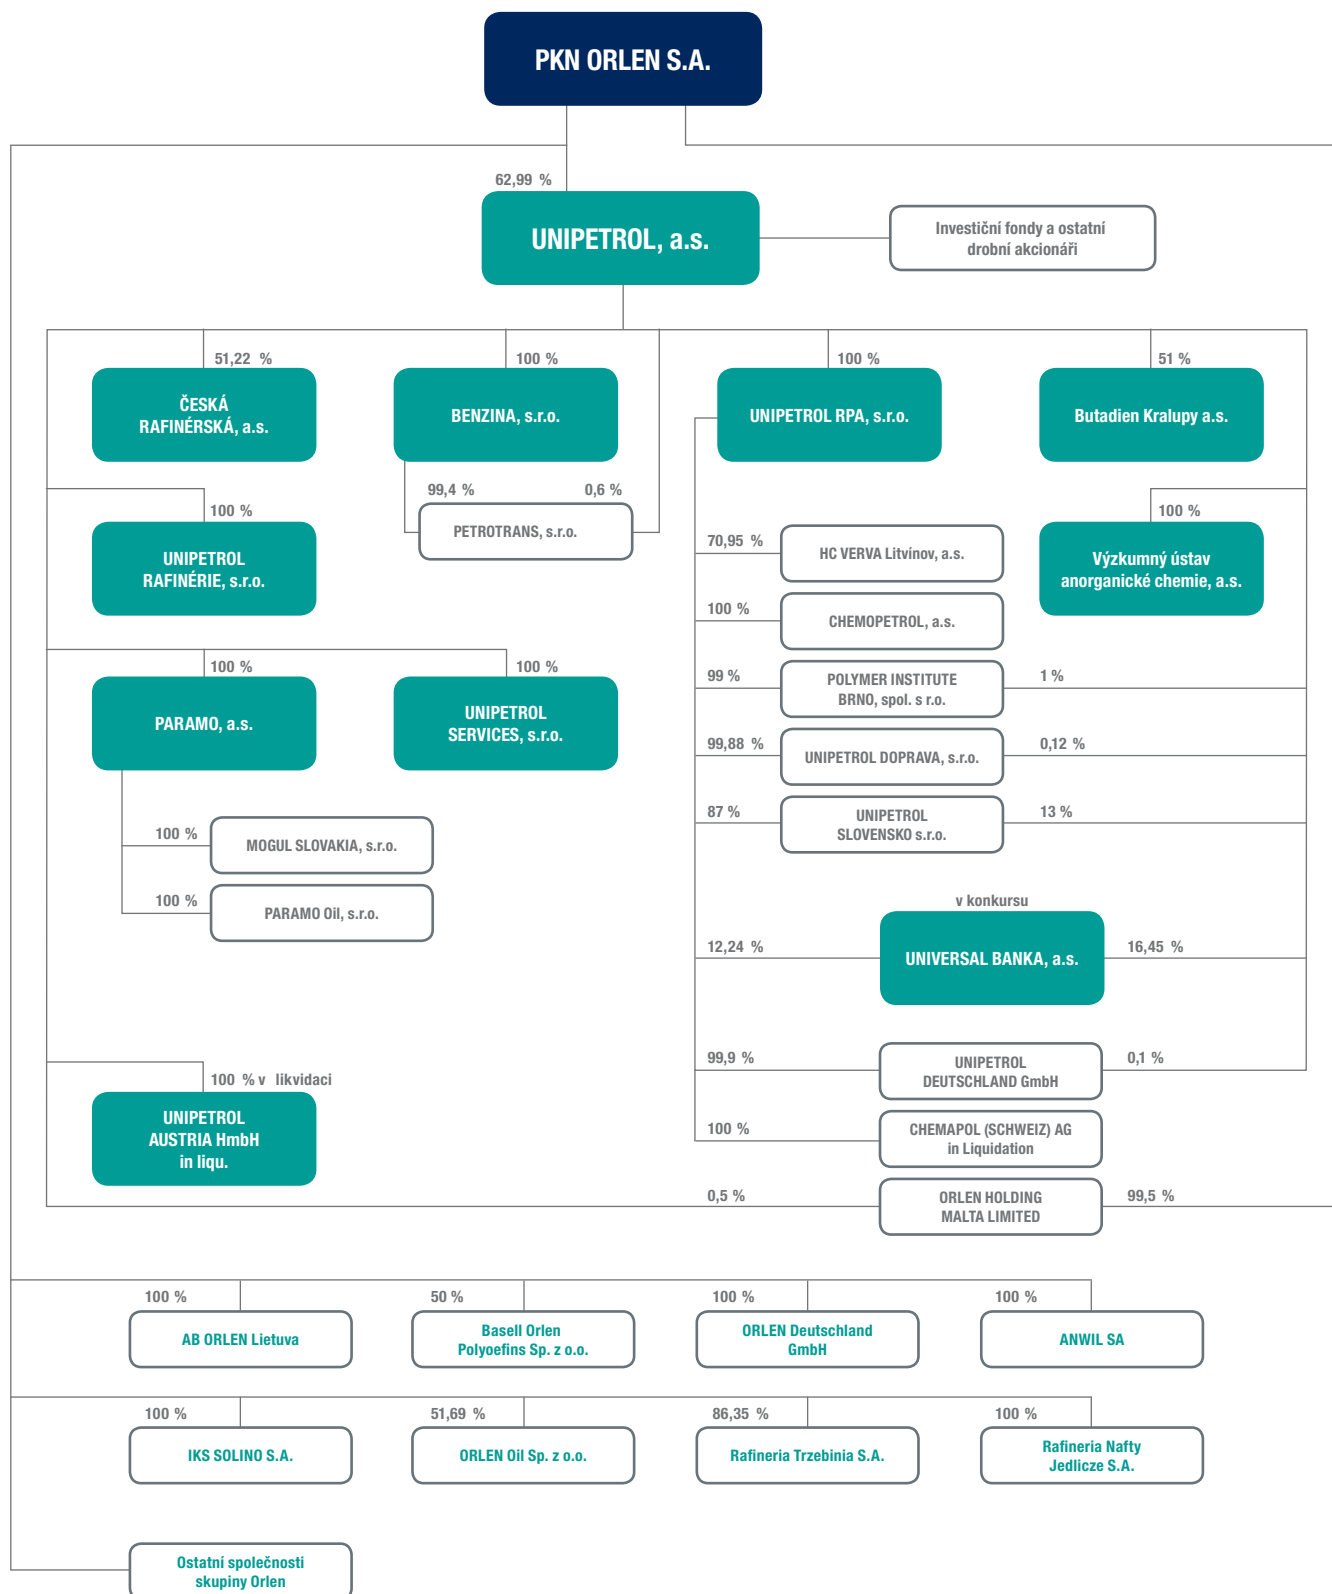 PKN ORLEN S.A.
62,99 %
UNIPETROL, a.s.
Investiční fondy a ostatní
drobní akcionáři
51,22 %
100 %
100 %
51 %
ČESKÁ
RAFINÉRSKÁ, a.s.
BENZINA, s.r.o.
UNIPETROL RPA, s.r.o.
Butadien Kralupy a.s.
99,4 %
0,6 %
PETROTRANS, s.r.o.
100 %
UNIPETROL
RAFINÉRIE, s.r.o.
100 %
Výzkumný ústav
anorganické chemie, a.s.
70,95 %
HC VERVA Litvínov, a.s.
100 %
CHEMOPETROL, a.s.
100 %
100 %
PARAMO, a.s.
UNIPETROL
SERVICES, s.r.o.
99 %
POLYMER INSTITUTE
BRNO, spol. s r.o.
1 %
99,88 %
UNIPETROL DOPRAVA, s.r.o.
0,12 %
87 %
UNIPETROL
SLOVENSKO s.r.o.
13 %
100 %
MOGUL SLOVAKIA, s.r.o.
100 %
PARAMO Oil, s.r.o.
v konkursu
12,24 %
UNIVERSAL BANKA, a.s.
16,45 %
99,9 %
UNIPETROL
DEUTSCHLAND GmbH
0,1 %
100 % v likvidaci
UNIPETROL
AUSTRIA HmbH
in liqu.
100 %
CHEMAPOL (SCHWEIZ) AG
in Liquidation
0,5 %
ORLEN HOLDING
MALTA LIMITED
99,5 %
100 %
50 %
100 %
100 %
AB ORLEN Lietuva
Basell Orlen
Polyoefins Sp. z o.o.
ORLEN Deutschland
GmbH
ANWIL SA
100 %
51,69 %
86,35 %
100 %
IKS SOLINO S.A.
ORLEN Oil Sp. z o.o.
Rafineria Trzebinia S.A.
Rafineria Nafty
Jedlicze S.A.
Ostatní společnosti
skupiny Orlen